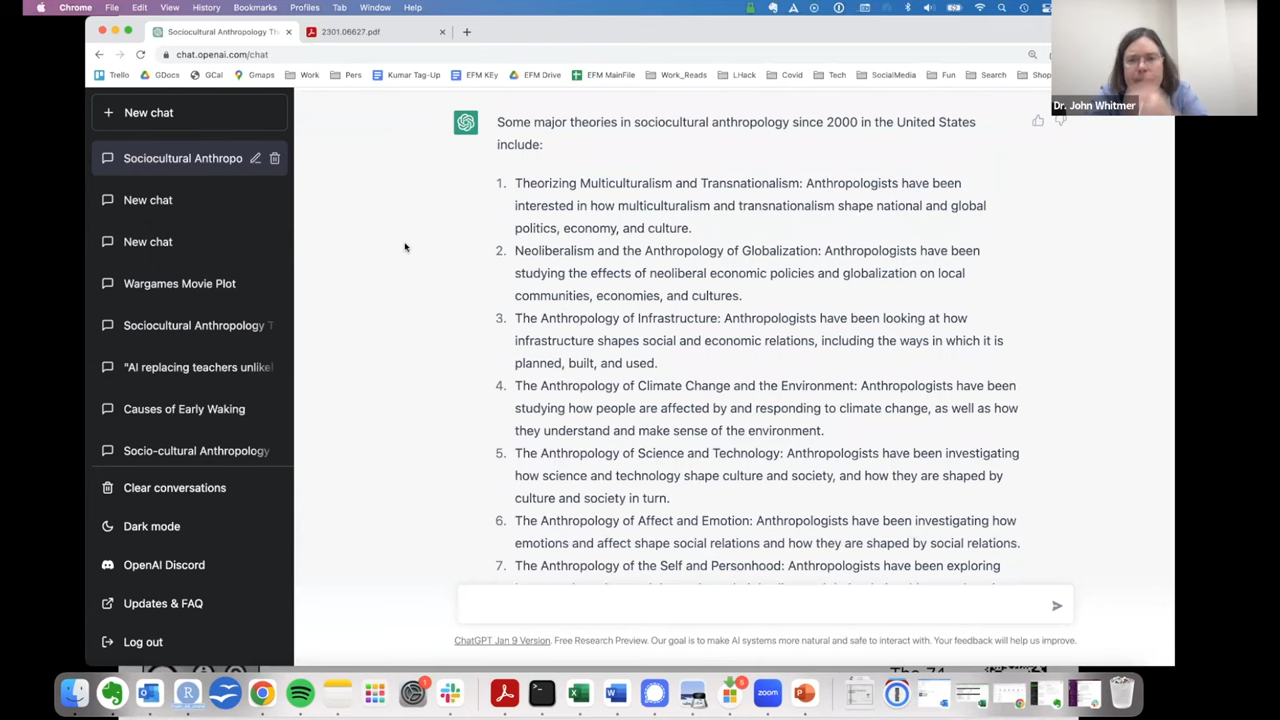 Chrome File Edit View History Bookmarks Profiles Tab Window Help
Sociocultural Anthropology Th
2301.06627.pdf
chat.openai.com/chat
Trello GDocs GCal Gmaps Work Pers Kumar Tag-Up EFM KEy EFM Drive EFM MainFile Work_Reads LHack Covid Tech SocialMedia Fun Search Shop
Dr. John Whitmer
New chat
Sociocultural Anthropo
New chat
New chat
Wargames Movie Plot
Sociocultural Anthropology T
"AI replacing teachers unlikel
Causes of Early Waking
Socio-cultural Anthropology
Clear conversations
Dark mode
OpenAI Discord
Updates & FAQ
Log out
Some major theories in sociocultural anthropology since 2000 in the United States
include:
1. Theorizing Multiculturalism and Transnationalism: Anthropologists have been
interested in how multiculturalism and transnationalism shape national and global
politics, economy, and culture.
2. Neoliberalism and the Anthropology of Globalization: Anthropologists have been
studying the effects of neoliberal economic policies and globalization on local
communities, economies, and cultures.
3. The Anthropology of Infrastructure: Anthropologists have been looking at how
infrastructure shapes social and economic relations, including the ways in which it is
planned, built, and used.
4. The Anthropology of Climate Change and the Environment: Anthropologists have been
studying how people are affected by and responding to climate change, as well as how
they understand and make sense of the environment.
5. The Anthropology of Science and Technology: Anthropologists have been investigating
how science and technology shape culture and society, and how they are shaped by
culture and society in turn.
6. The Anthropology of Affect and Emotion: Anthropologists have been investigating how
emotions and affect shape social relations and how they are shaped by social relations.
7. The Anthropology of the Self and Personhood: Anthropologists have been exploring
ChatGPT Jan 9 Version. Free Research Preview. Our goal is to make AI systems more natural and safe to interact with. Your feedback will help us improve.
The 74
zoom